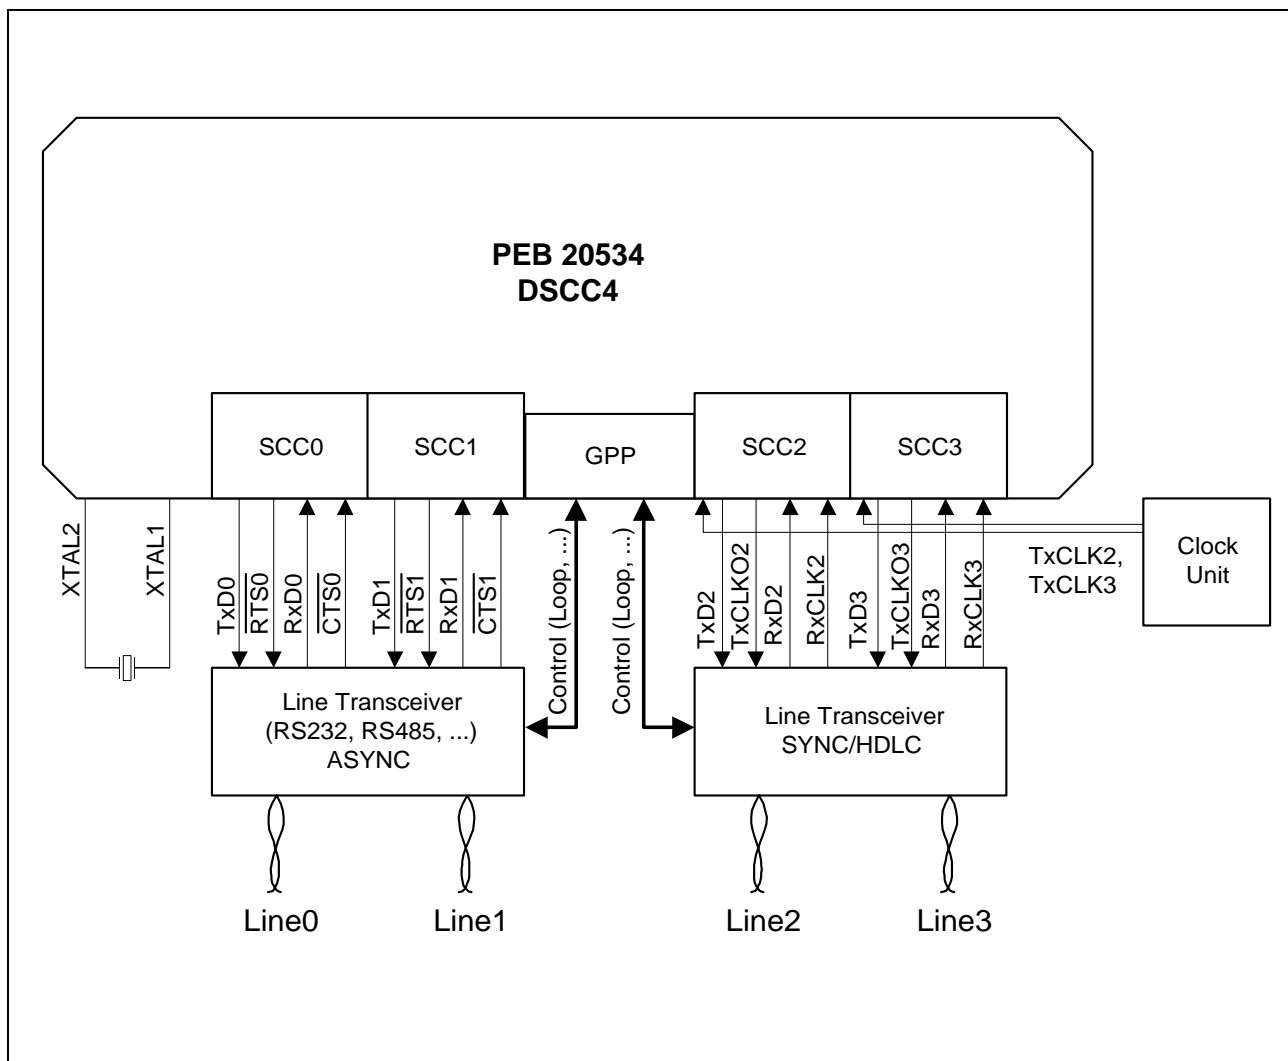 PEB 20534
DSCC4
SCC0
SCC1
GPP
SCC2
SCC3
XTAL2
XTAL1
TxD0
RTS0
RxD0
CTS0
TxD1
RTS1
RxD1
CTS1
Control (Loop, ...)
Control (Loop, ...)
TxD2
TxCLKO2
RxD2
RxCLK2
TxD3
TxCLKO3
RxD3
RxCLK3
TxCLK2,
TxCLK3
Clock
Unit
Line Transceiver
(RS232, RS485, ...)
ASYNC
Line Transceiver
SYNC/HDLC
Line0
Line1
Line2
Line3